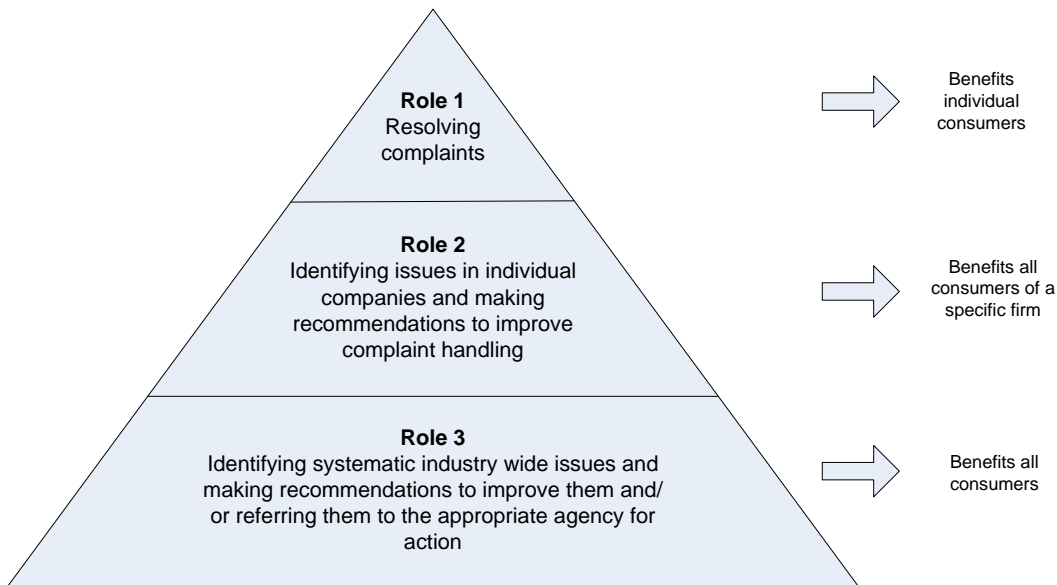 Role 1
Resolving
complaints
Benefits
individual
consumers
Role 2
Identifying issues in individual
companies and making
recommendations to improve
complaint handling
Benefits all
consumers of a
specific firm
Role 3
Identifying systematic industry wide issues and
making recommendations to improve them and/
or referring them to the appropriate agency for
action
Benefits all
consumers